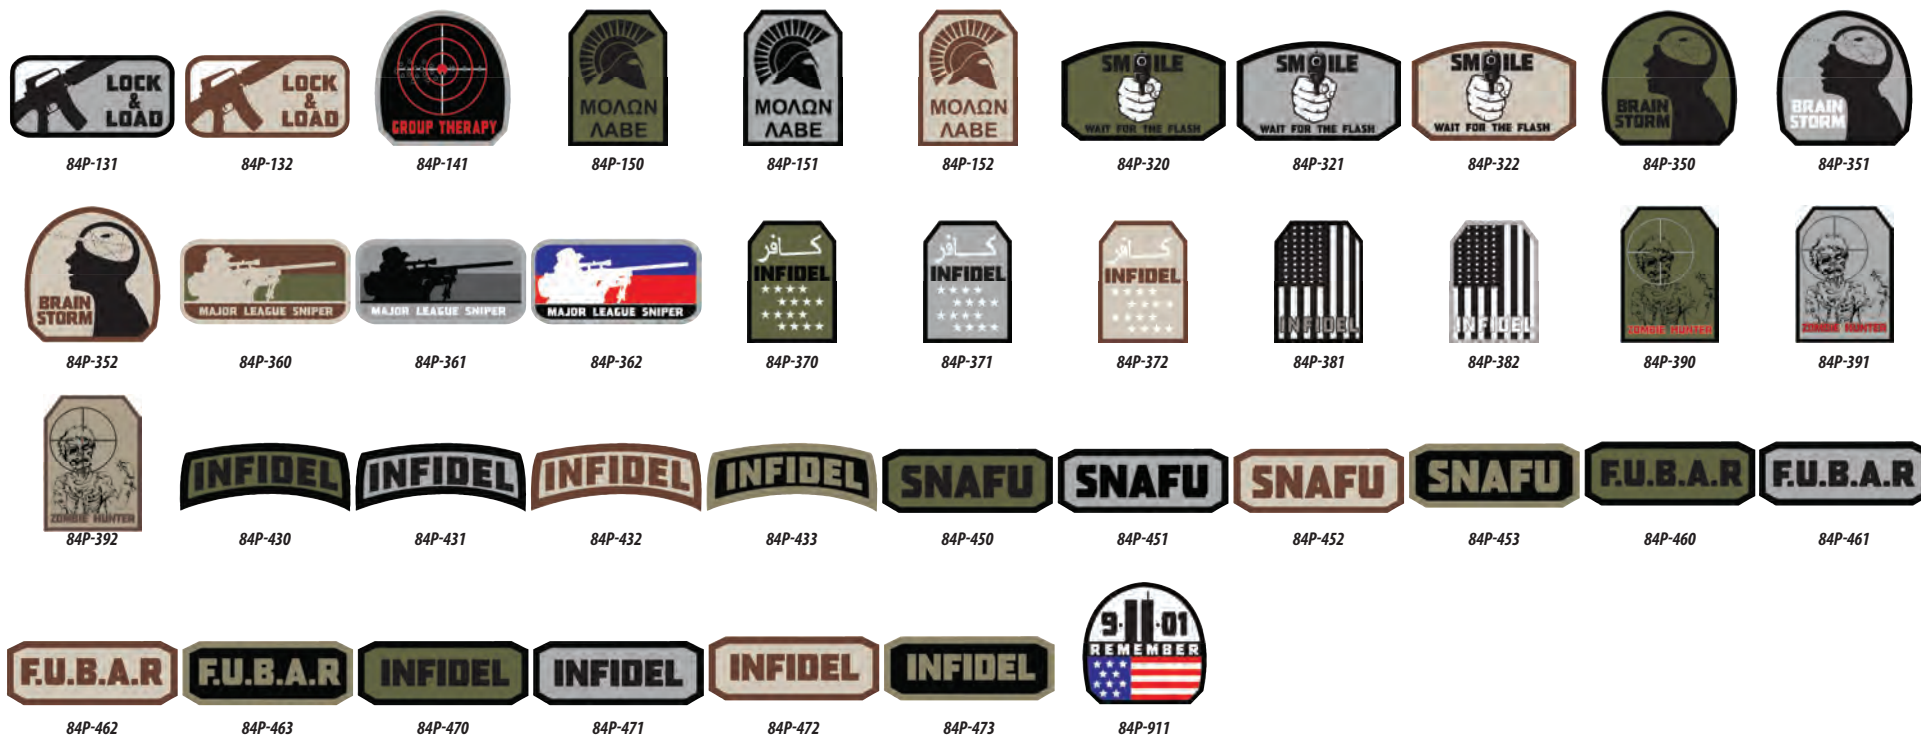 LOCK
&
LOAD
84P-131
LOCK
&
LOAD
84P-132
GROUP THERAPY
84P-141
ΜΟΛΩΝ
ΛΑΒΕ
84P-150
ΜΟΛΩΝ
ΛΑΒΕ
84P-151
ΜΟΛΩΝ
ΛΑΒΕ
84P-152
SMILE
WAIT FOR THE FLASH
84P-320
SMILE
WAIT FOR THE FLASH
84P-321
SMILE
WAIT FOR THE FLASH
84P-322
BRAIN
STORM
84P-350
BRAIN
STORM
84P-351
BRAIN
STORM
84P-352
MAJOR LEAGUE SNIPER
84P-360
MAJOR LEAGUE SNIPER
84P-361
MAJOR LEAGUE SNIPER
84P-362
كافر
INFIDEL
84P-370
كافر
INFIDEL
84P-371
كافر
INFIDEL
84P-372
INFIDEL
84P-381
INFIDEL
84P-382
ZOMBIE HUNTER
84P-390
ZOMBIE HUNTER
84P-391
ZOMBIE HUNTER
84P-392
INFIDEL
84P-430
INFIDEL
84P-431
INFIDEL
84P-432
INFIDEL
84P-433
SNAFU
84P-450
SNAFU
84P-451
SNAFU
84P-452
SNAFU
84P-453
F.U.B.A.R
84P-460
F.U.B.A.R
84P-461
F.U.B.A.R
84P-462
F.U.B.A.R
84P-463
INFIDEL
84P-470
INFIDEL
84P-471
INFIDEL
84P-472
INFIDEL
84P-473
9·11·01
REMEMBER
84P-911